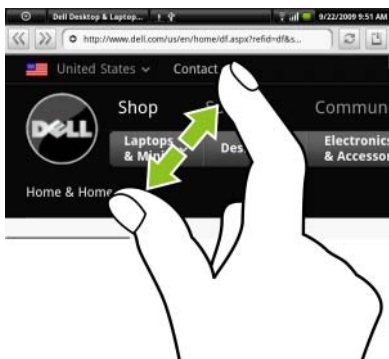 Dell Desktop & Laptop... 9/22/2009 9:51 AM
http://www.dell.com/us/en/home/df.aspx?refid=df&s...
United States Contact
DELL
Shop Commun
Laptops Des Electronics
& Mini & Accessor
Home & Home